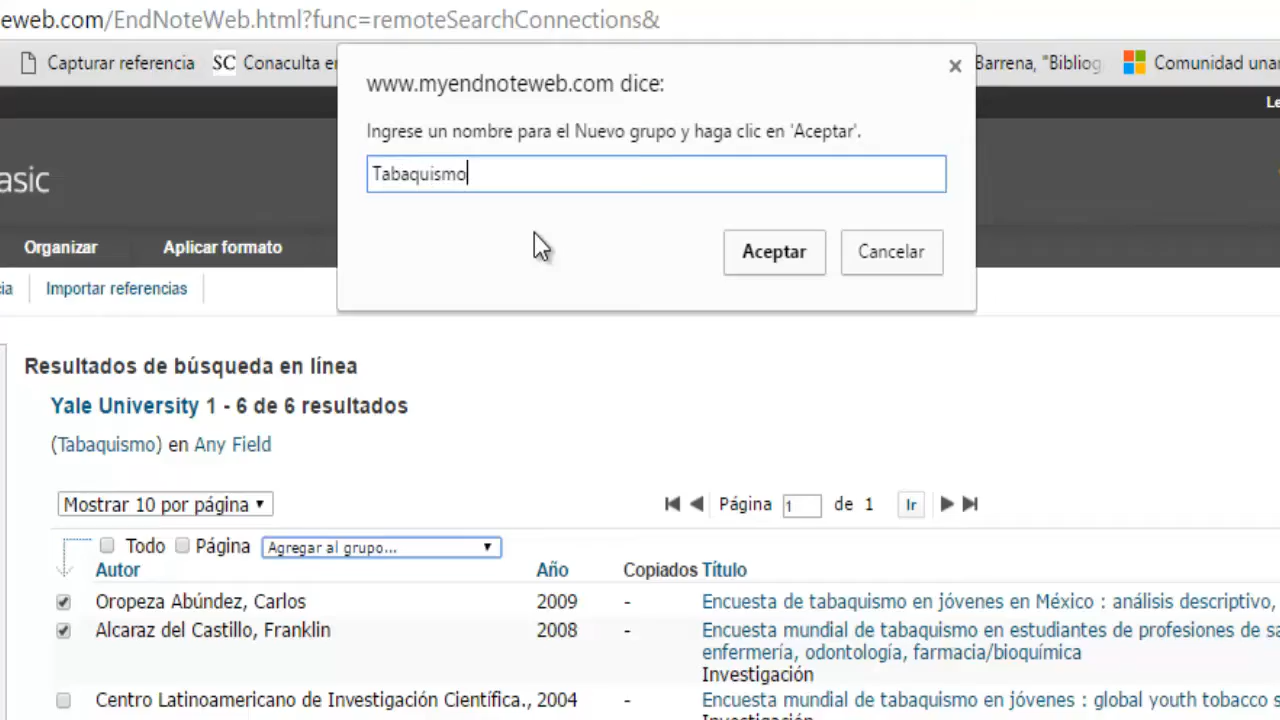 eweb.com/EndNoteWeb.html?func=remoteSearchConnections&
Capturar referencia SC Conaculta Barrena, "Bibliog Comunidad
www.myendnoteweb.com dice:
Ingrese un nombre para el Nuevo grupo y haga clic en 'Aceptar'.
Tabaquismo
Aceptar Cancelar
asic
Organizar Aplicar formato
Importar referencias
Resultados de búsqueda en línea
Yale University 1 - 6 de 6 resultados
(Tabaquismo) en Any Field
Mostrar 10 por página Página 1 de 1 Ir
Todo Página Agregar al grupo...
Autor Año Copiados Título
Oropeza Abúndez, Carlos 2009 - Encuesta de tabaquismo en jóvenes en México : análisis descriptivo,
Alcaraz del Castillo, Franklin 2008 - Encuesta mundial de tabaquismo en estudiantes de profesiones de
enfermería, odontología, farmacia/bioquímica
Investigación
Centro Latinoamericano de Investigación Científica., 2004 - Encuesta mundial de tabaquismo en jóvenes : global youth tobacco
Investigación